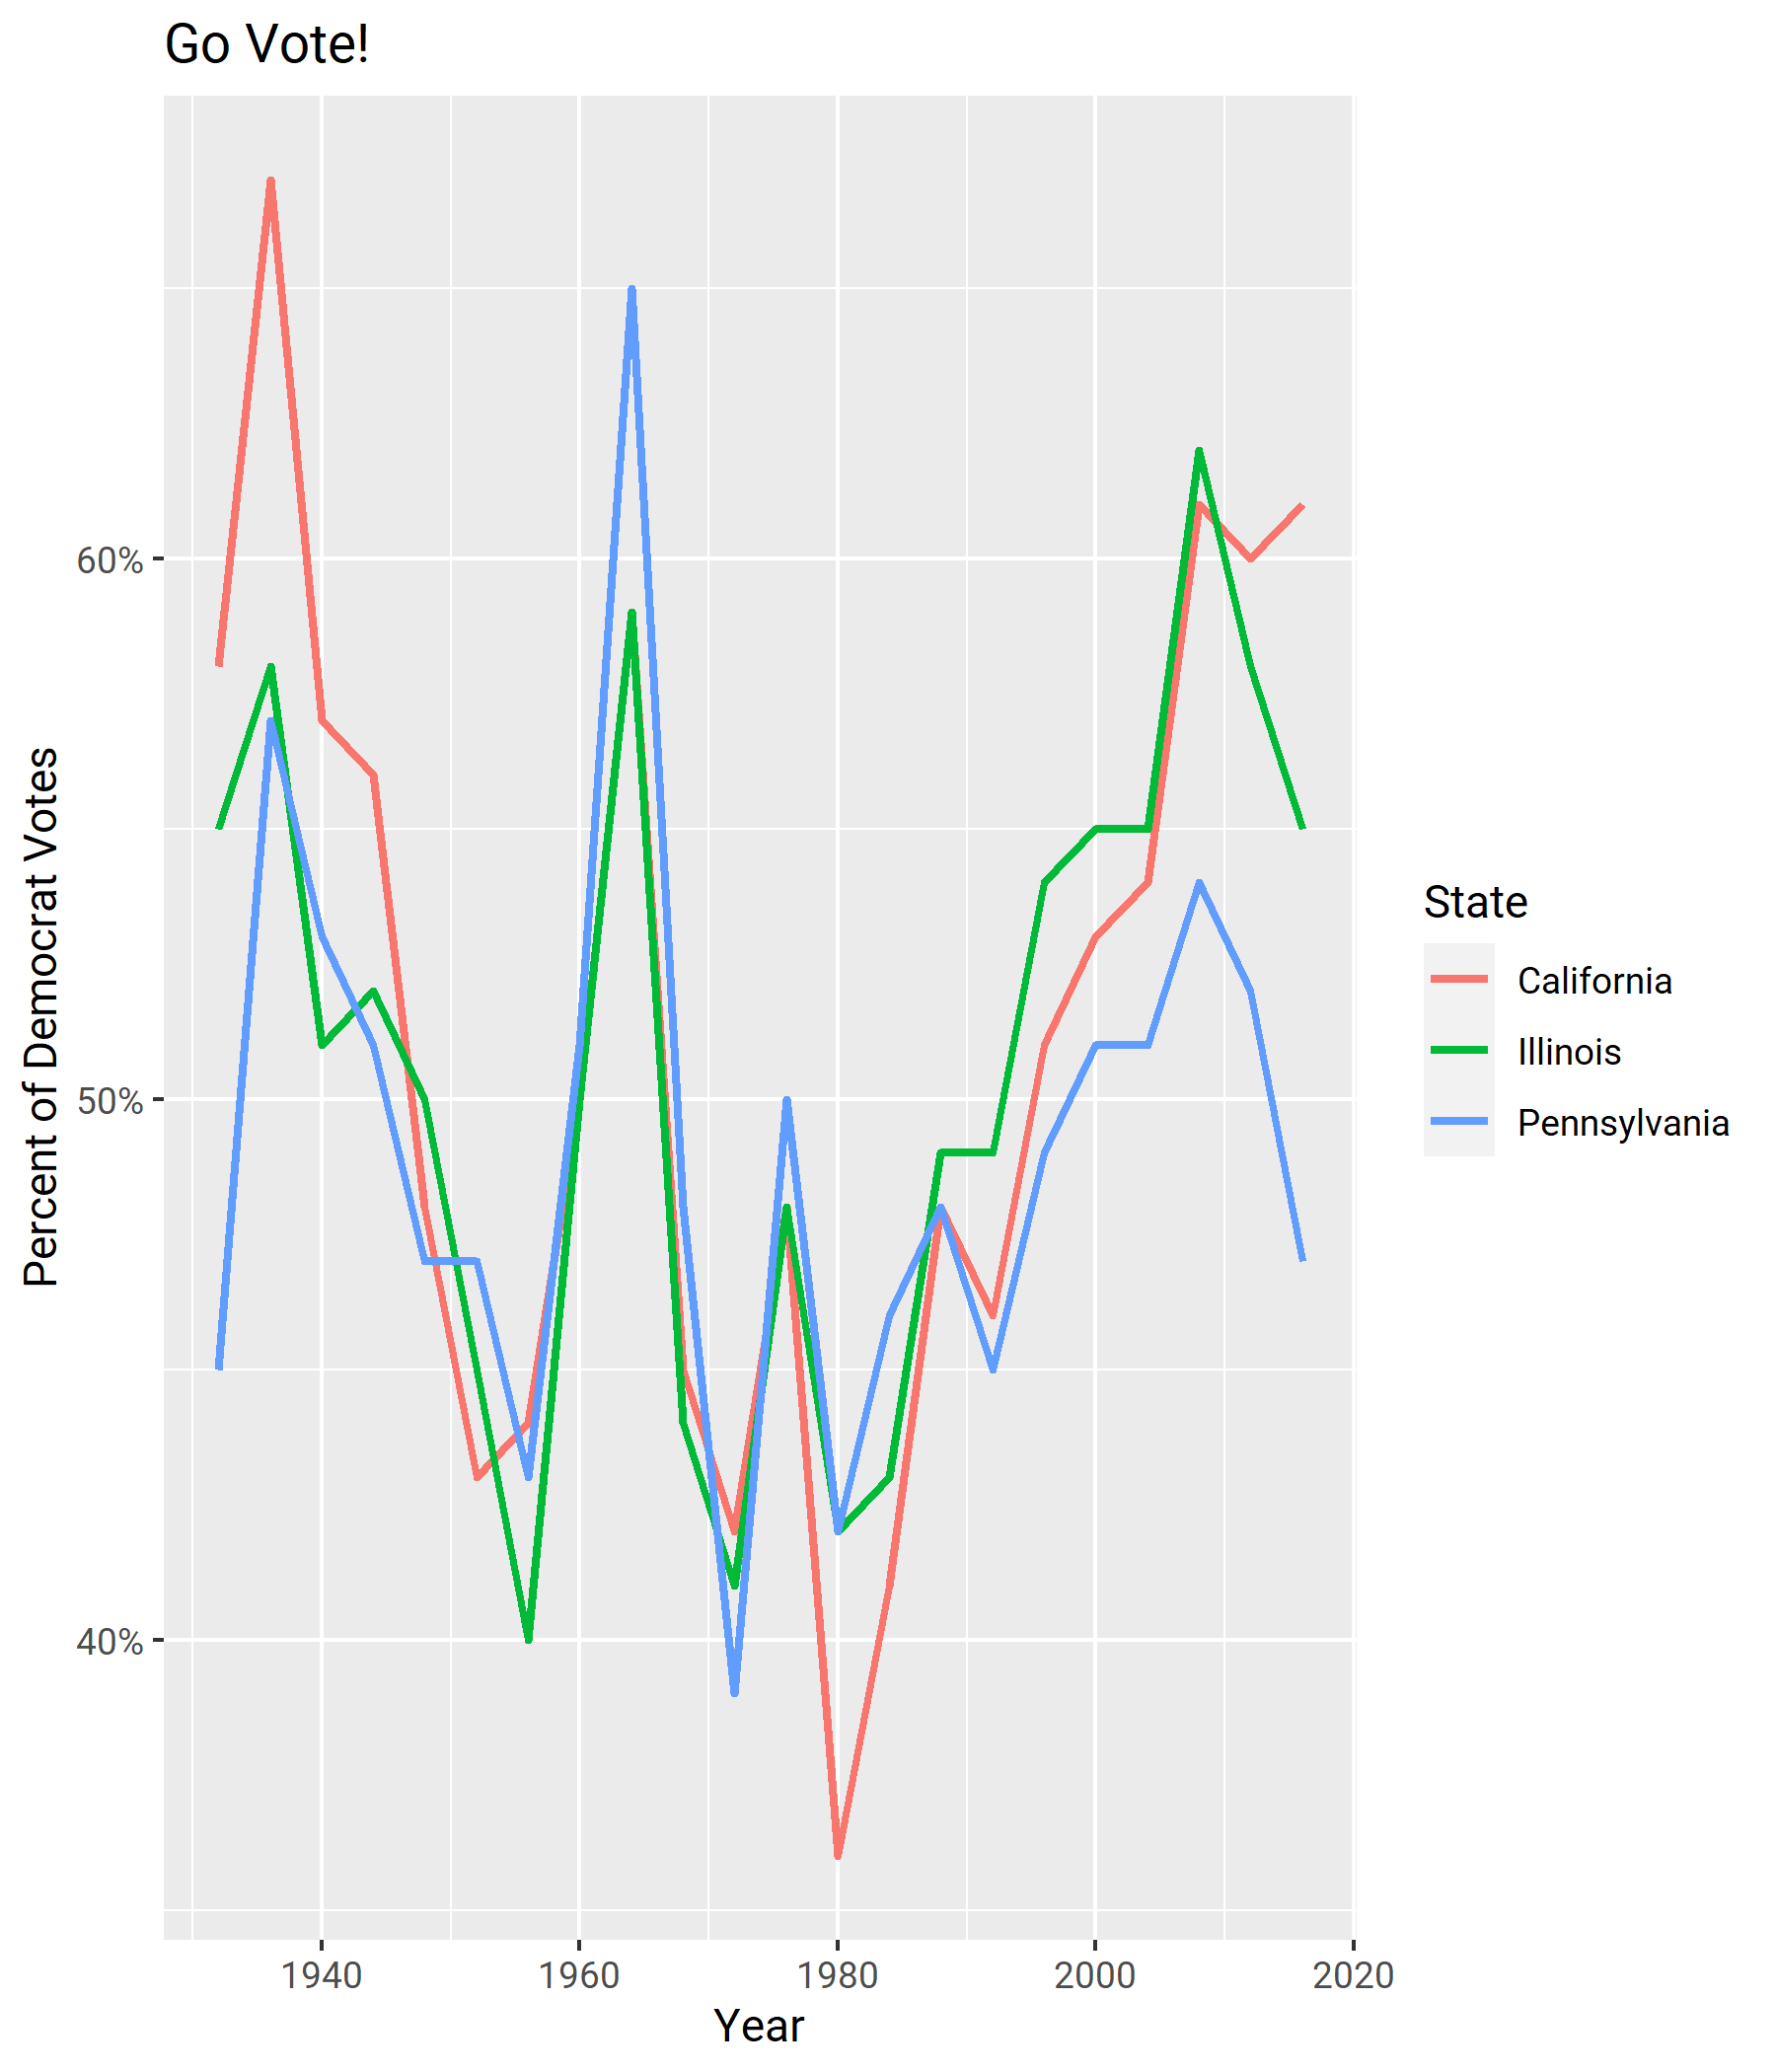 Go Vote!
60%
50%
40%
Percent of Democrat Votes
1940
1960
1980
2000
2020
Year
State
California
Illinois
Pennsylvania